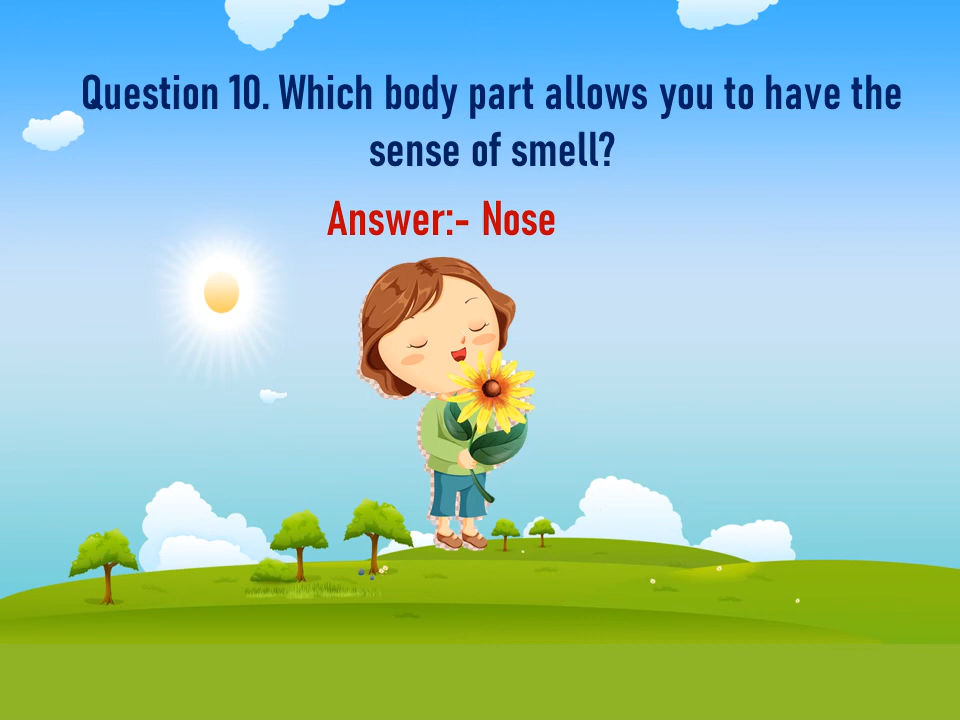 Question 10. Which body part allows you to have the
sense of smell?
Answer:- Nose